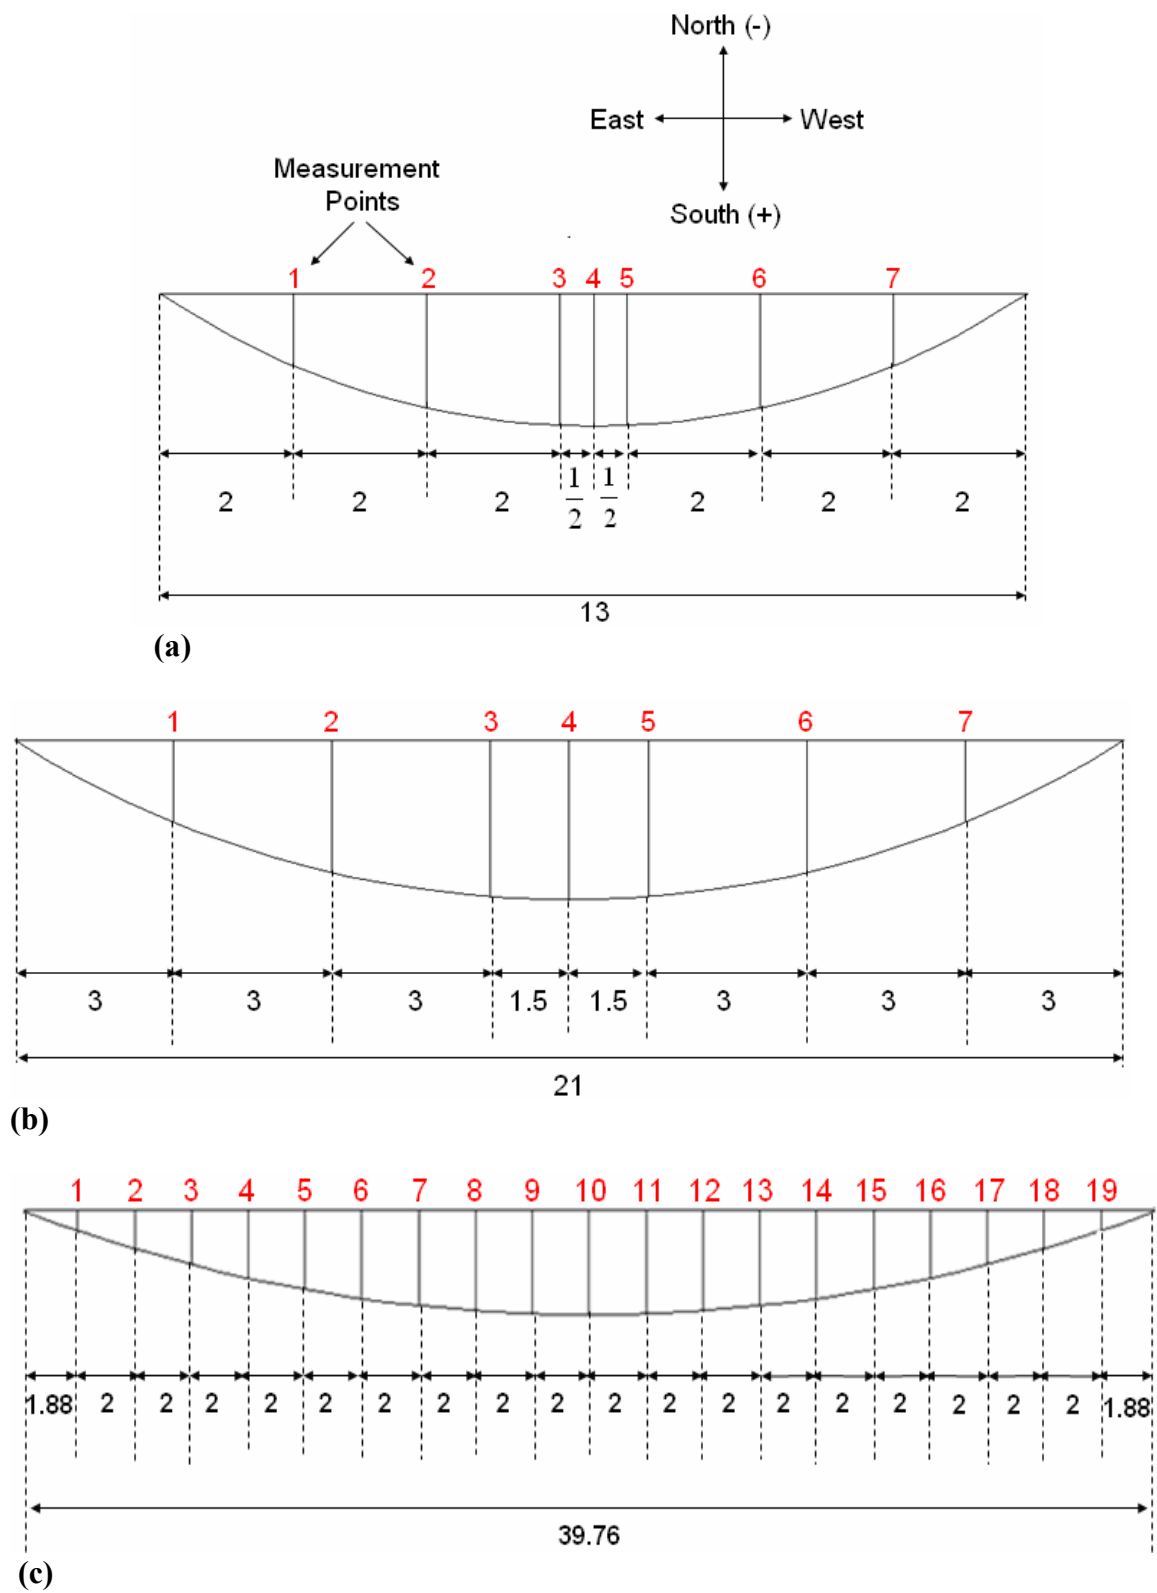 North (-)
East West
Measurement
Points
South (+)
1 2 3 4 5 6 7
2 2 2 1/2 1/2 2 2 2
13
(a)
1 2 3 4 5 6 7
3 3 3 1.5 1.5 3 3 3
21
(b)
1 2 3 4 5 6 7 8 9 10 11 12 13 14 15 16 17 18 19
1.88 2 2 2 2 2 2 2 2 2 2 2 2 2 2 2 2 2 2 1.88
39.76
(c)